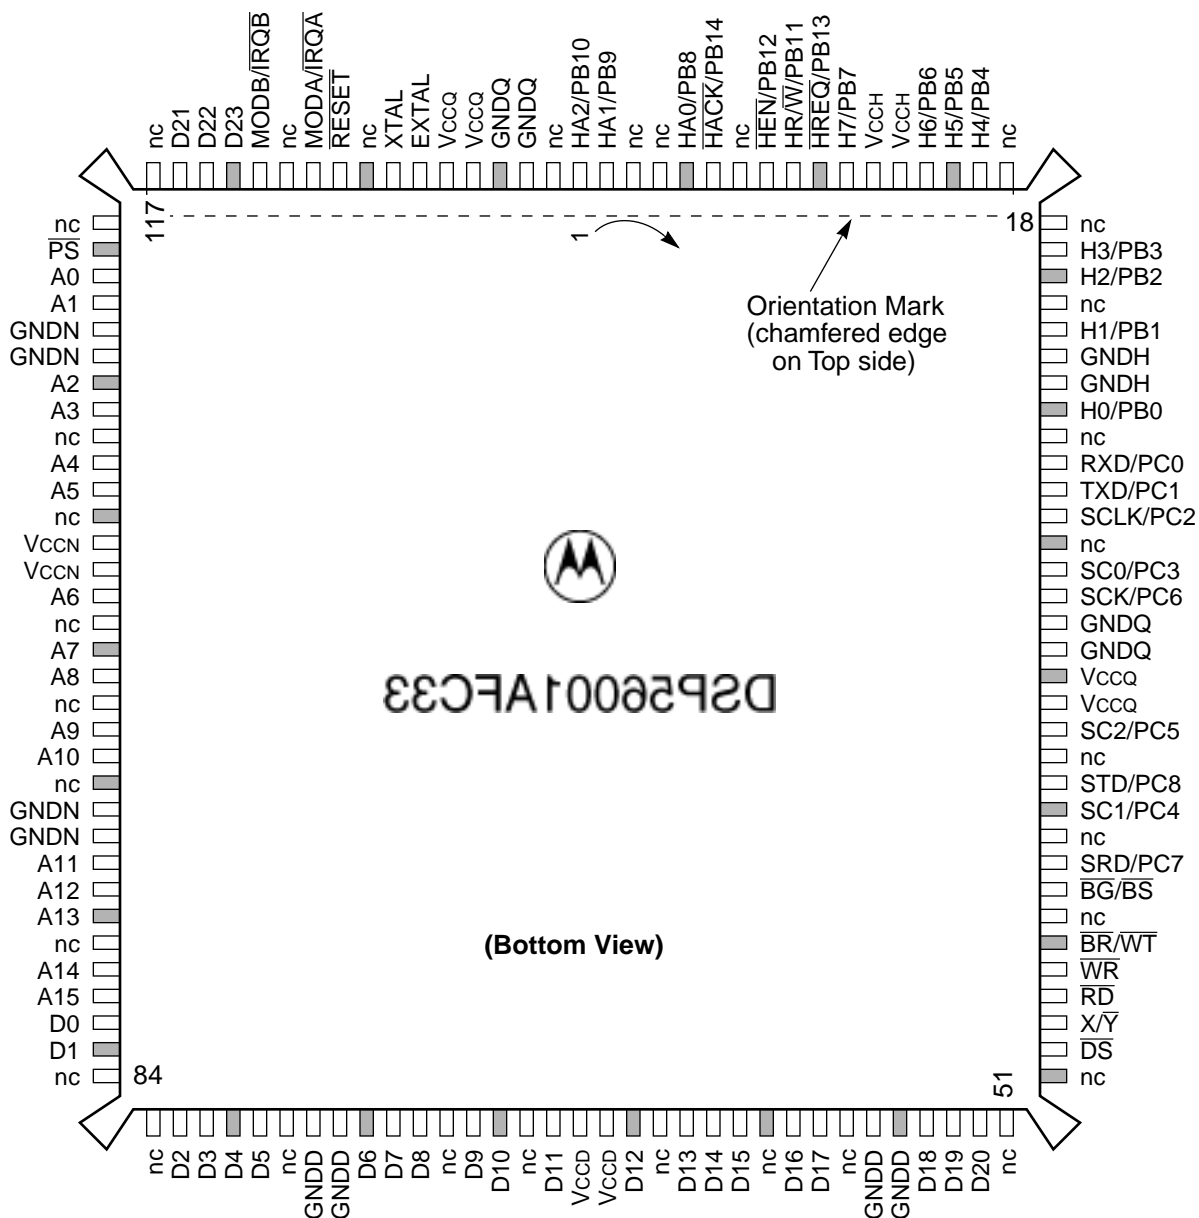 nc
D21
D22
D23
MODB/IRQB
nc
MODA/IRQA
RESET
nc
XTAL
EXTAL
VCCQ
VCCQ
GNDQ
GNDQ
nc
HA2/PB10
HA1/PB9
nc
nc
HA0/PB8
HACK/PB14
nc
HEN/PB12
HR/W/PB11
HREQ/PB13
H7/PB7
VCCH
VCCH
H6/PB6
H5/PB5
H4/PB4
nc
117
1
18
Orientation Mark
(chamfered edge
on Top side)
nc
PS
A0
A1
GNDN
GNDN
A2
A3
nc
A4
A5
nc
VCCN
VCCN
A6
nc
A7
A8
nc
A9
A10
nc
GNDN
GNDN
A11
A12
A13
nc
A14
A15
D0
D1
nc
DSP56001AFC33
(Bottom View)
nc
H3/PB3
H2/PB2
nc
H1/PB1
GNDH
GNDH
H0/PB0
nc
RXD/PC0
TXD/PC1
SCLK/PC2
nc
SC0/PC3
SCK/PC6
GNDQ
GNDQ
VCCQ
VCCQ
SC2/PC5
nc
STD/PC8
SC1/PC4
nc
SRD/PC7
BG/BS
nc
BR/WT
WR
RD
X/Y
DS
nc
84
51
nc
D2
D3
D4
D5
nc
GNDD
GNDD
D6
D7
D8
nc
D9
D10
D11
VCCD
VCCD
D12
nc
D13
D14
D15
nc
D16
D17
nc
GNDD
GNDD
D18
D19
D20
nc